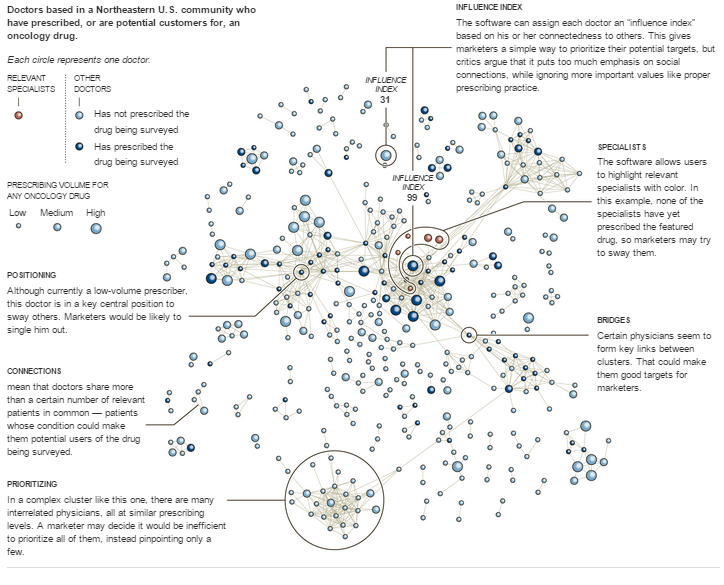 Doctors based in a Northeastern U.S. community who
have prescribed, or are potential customers for, an
oncology drug.
Each circle represents one doctor.
RELEVANT
SPECIALISTS
OTHER
DOCTORS
Has not prescribed the
drug being surveyed
Has prescribed the
drug being surveyed
PRESCRIBING VOLUME FOR
ANY ONCOLOGY DRUG
Low Medium High
POSITIONING
Although currently a low-volume prescriber,
this doctor is in a key central position to
sway others. Marketers would be likely to
single him out.
CONNECTIONS
mean that doctors share more
than a certain number of relevant
patients in common — patients
whose condition could make
them potential users of the drug
being surveyed.
PRIORITIZING
In a complex cluster like this one, there are many
interrelated physicians, all at similar prescribing
levels. A marketer may decide it would be inefficient
to prioritize all of them, instead pinpointing only a
few.
INFLUENCE INDEX
The software can assign each doctor an “influence index”
based on his or her connectedness to others. This gives
marketers a simple way to prioritize their potential targets, but
critics argue that it puts too much emphasis on social
connections, while ignoring more important values like proper
prescribing practice.
INFLUENCE
INDEX
31
INFLUENCE
INDEX
99
SPECIALISTS
The software allows users
to highlight relevant
specialists with color. In
this example, none of the
specialists have yet
prescribed the featured
drug, so marketers may try
to sway them.
BRIDGES
Certain physicians seem to
form key links between
clusters. That could make
them good targets for
marketers.